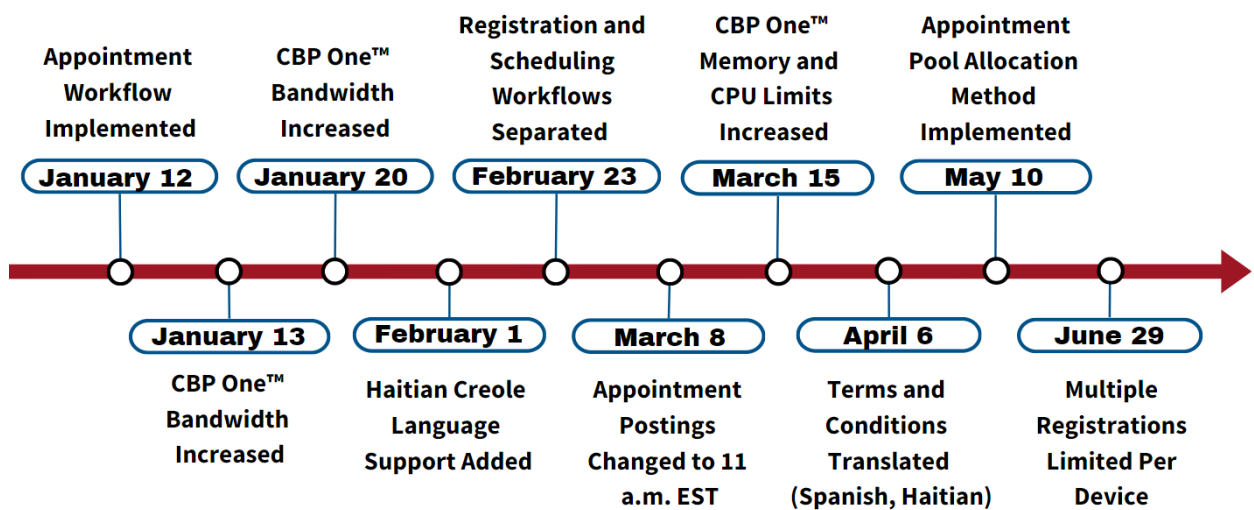 Appointment
Workflow
Implemented
January 12
January 13
CBP One™
Bandwidth
Increased
CBP One™
Bandwidth
Increased
January 20
February 1
Haitian Creole
Language
Support Added
Registration and
Scheduling
Workflows
Separated
February 23
March 8
Appointment
Postings
Changed to 11
a.m. EST
CBP One™
Memory and
CPU Limits
Increased
March 15
April 6
Terms and
Conditions
Translated
(Spanish, Haitian)
Appointment
Pool Allocation
Method
Implemented
May 10
June 29
Multiple
Registrations
Limited Per
Device